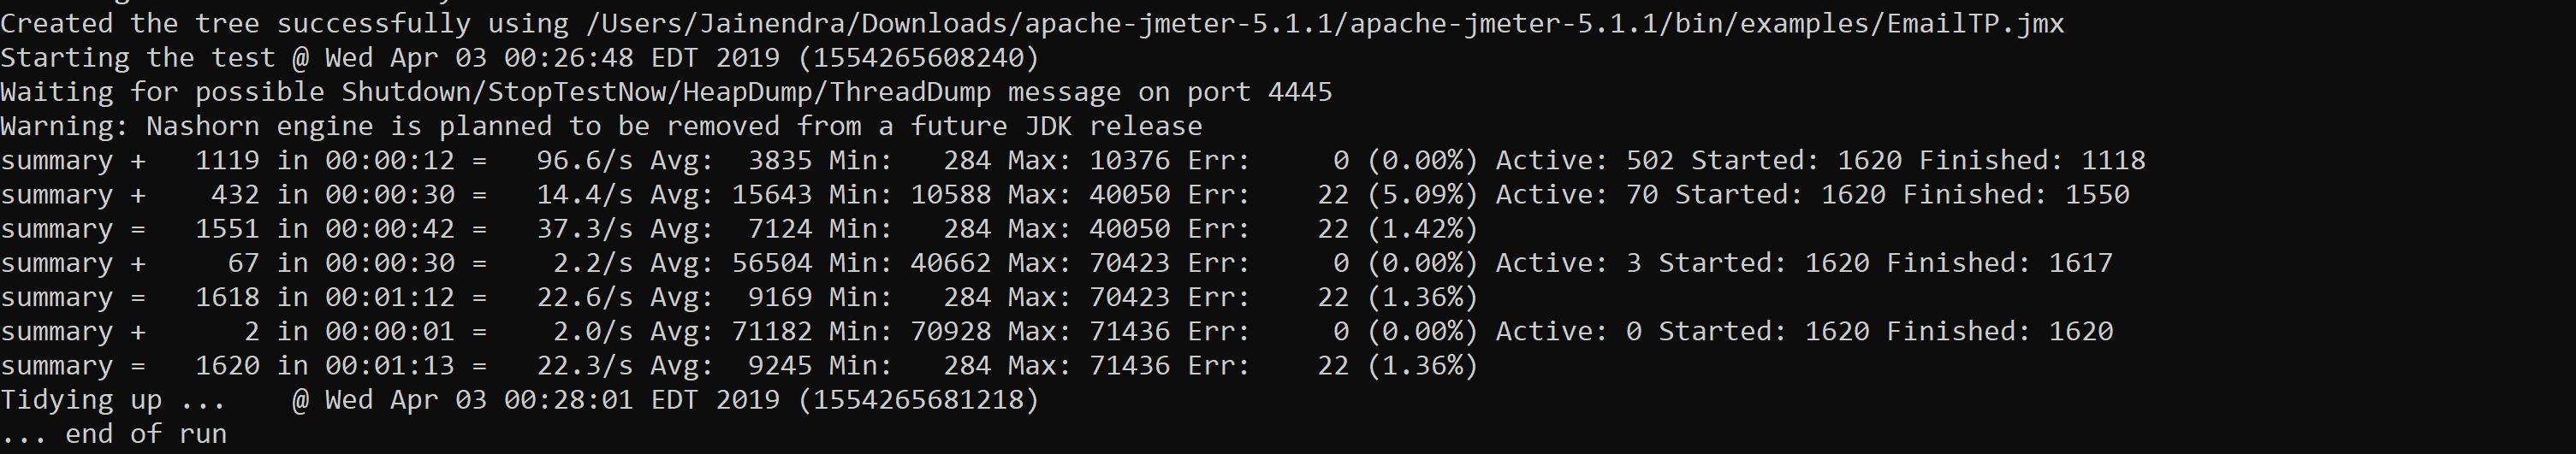 Created the tree successfully using /Users/Jainendra/Downloads/apache-jmeter-5.1.1/apache-jmeter-5.1.1/bin/examples/EmailTP.jmx
Starting the test @ Wed Apr 03 00:26:48 EDT 2019 (1554265608240)
Waiting for possible Shutdown/StopTestNow/HeapDump/ThreadDump message on port 4445
Warning: Nashorn engine is planned to be removed from a future JDK release
summary +   1119 in 00:00:12 =   96.6/s Avg:  3835 Min:   284 Max: 10376 Err:     0 (0.00%) Active: 502 Started: 1620 Finished: 1118
summary +    432 in 00:00:30 =   14.4/s Avg: 15643 Min: 10588 Max: 40050 Err:    22 (5.09%) Active: 70 Started: 1620 Finished: 1550
summary =   1551 in 00:00:42 =   37.3/s Avg:  7124 Min:   284 Max: 40050 Err:    22 (1.42%)
summary +     67 in 00:00:30 =    2.2/s Avg: 56504 Min: 40662 Max: 70423 Err:     0 (0.00%) Active: 3 Started: 1620 Finished: 1617
summary =   1618 in 00:01:12 =   22.6/s Avg:  9169 Min:   284 Max: 70423 Err:    22 (1.36%)
summary +      2 in 00:00:01 =    2.0/s Avg: 71182 Min: 70928 Max: 71436 Err:     0 (0.00%) Active: 0 Started: 1620 Finished: 1620
summary =   1620 in 00:01:13 =   22.3/s Avg:  9245 Min:   284 Max: 71436 Err:    22 (1.36%)
Tidying up ...    @ Wed Apr 03 00:28:01 EDT 2019 (1554265681218)
... end of run